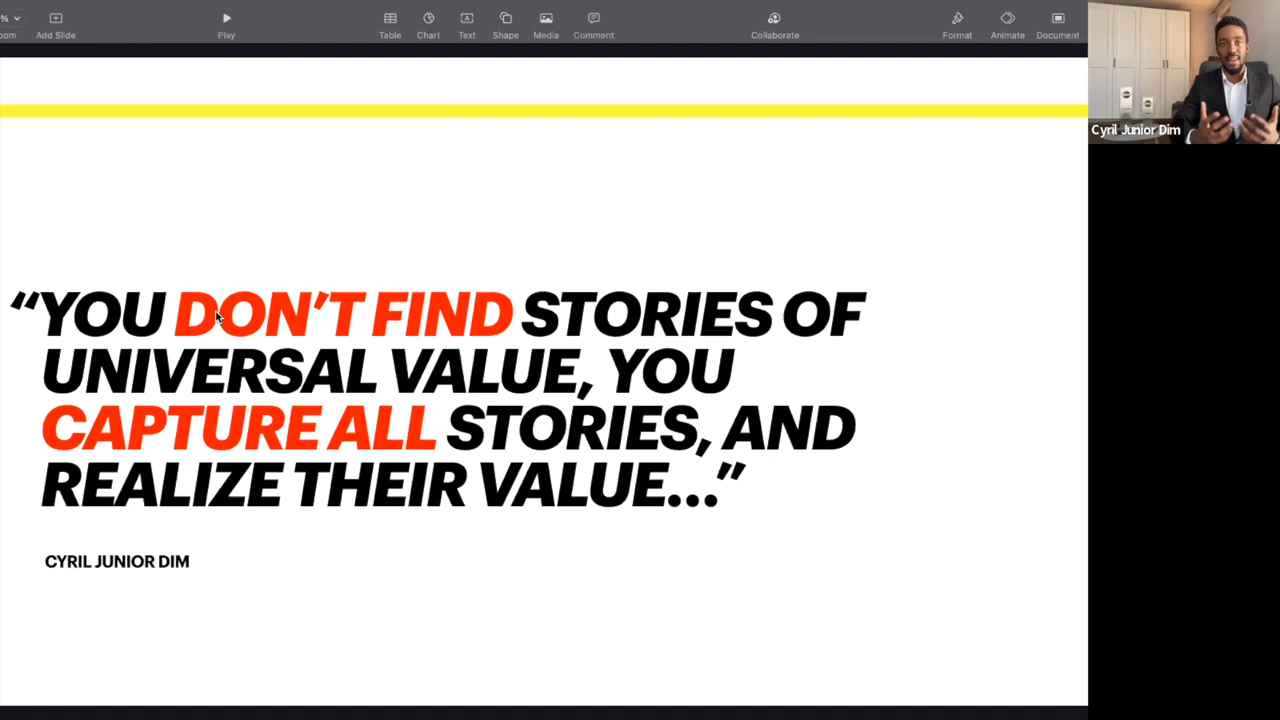 %
oom
Add Slide
Play
Table
Chart
Text
Shape
Media
Comment
Collaborate
Format
Animate
Document
Cyril Junior Dim
“YOU DON’T FIND STORIES OF
UNIVERSAL VALUE, YOU
CAPTURE ALL STORIES, AND
REALIZE THEIR VALUE...”
CYRIL JUNIOR DIM